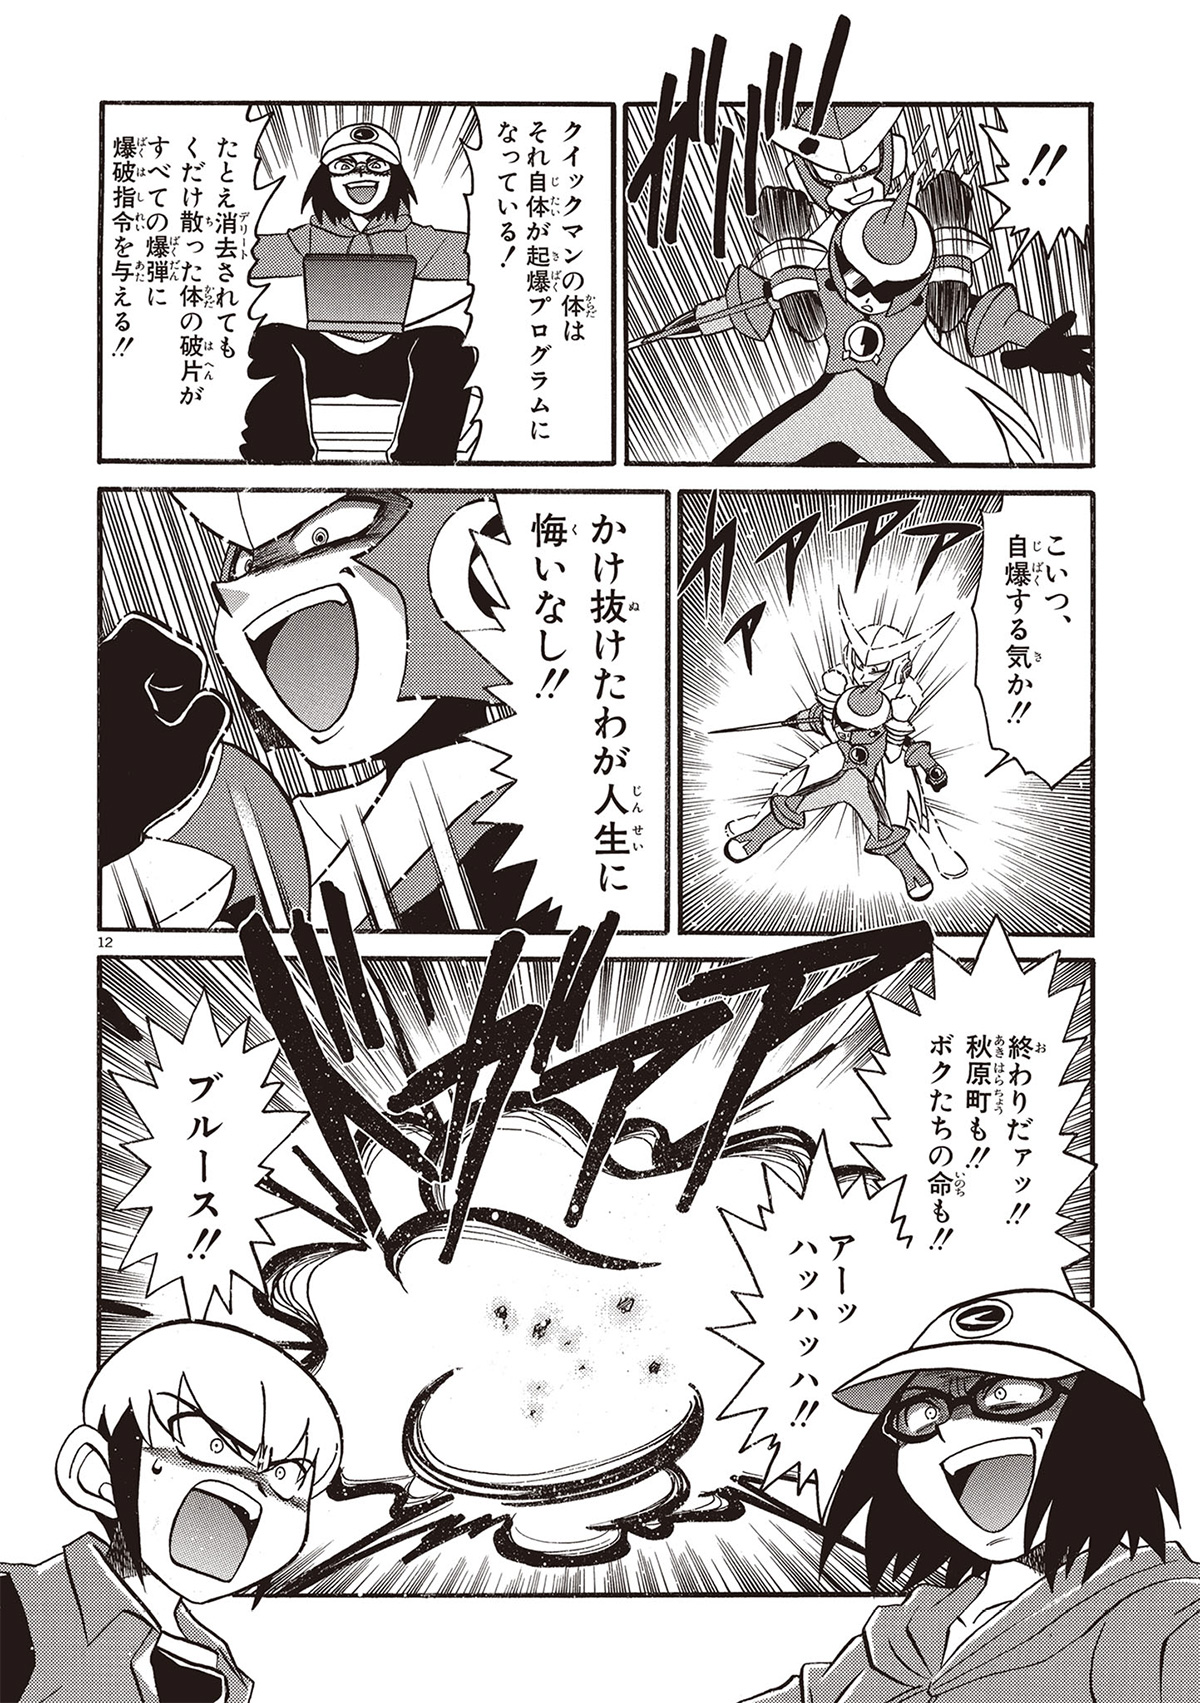 ガガガ!!
!!
クイックマンの体は
それ自体が起爆プログラムに
なっている!
たとえ消去されても
くだけ散った体の破片が
すべての爆弾に
爆破指令を与える!!
こいつ、
自爆する気か!!
カァアァァ
かけ抜けたわが人生に
悔いなし!!
12
終わりだァッ!!
秋原町も!!
ボクたちの命も!!
アーッ
ハッハッハ!!
ドガァァ
ブルース!!